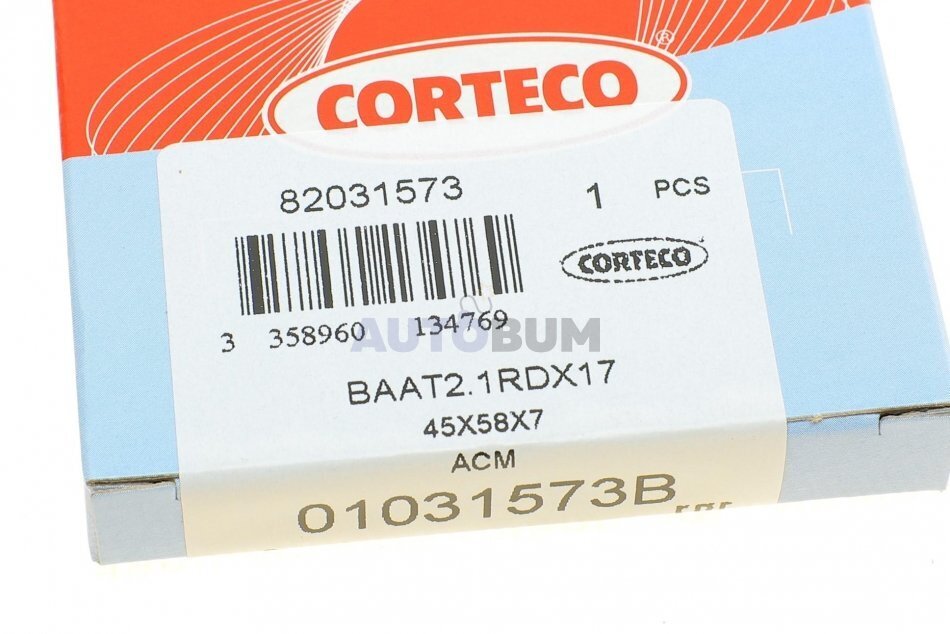 CORTECO®
82031573
1 PCS
CORTECO
3 358960 134769
AUTOBUM
BAAT2.1RDX17
45X58X7
ACM
01031573B